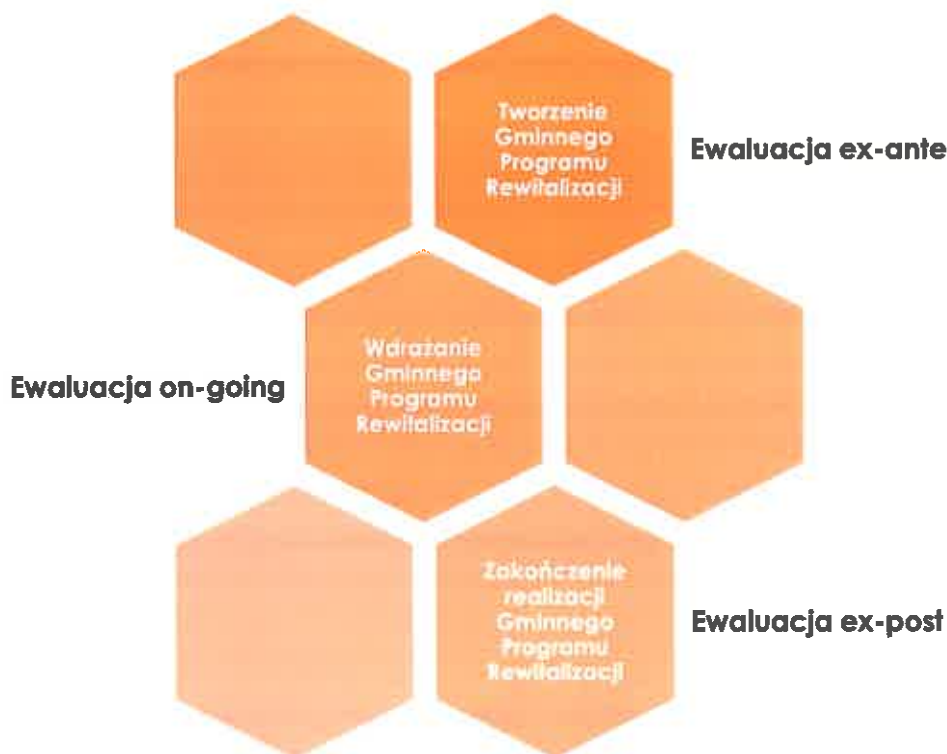 Tworzenie
Gminnego
Programu
Rewitalizacji
Ewaluacja ex-ante
Wdrażanie
Gminnego
Programu
Rewitalizacji
Ewaluacja on-going
Zakończenie
realizacji
Gminnego
Programu
Rewitalizacji
Ewaluacja ex-post